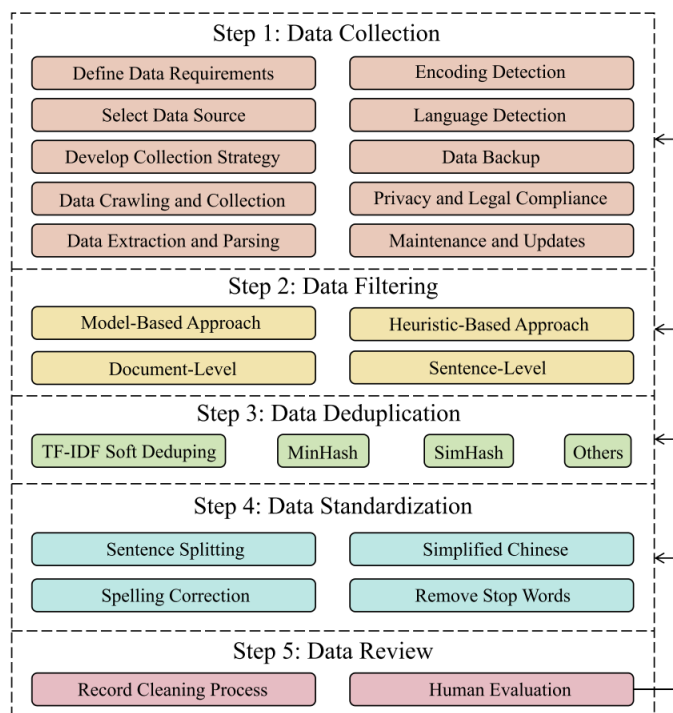 Step 1: Data Collection
Define Data Requirements
Encoding Detection
Select Data Source
Language Detection
Develop Collection Strategy
Data Backup
Data Crawling and Collection
Privacy and Legal Compliance
Data Extraction and Parsing
Maintenance and Updates
Step 2: Data Filtering
Model-Based Approach
Heuristic-Based Approach
Document-Level
Sentence-Level
Step 3: Data Deduplication
TF-IDF Soft Deduping
MinHash
SimHash
Others
Step 4: Data Standardization
Sentence Splitting
Simplified Chinese
Spelling Correction
Remove Stop Words
Step 5: Data Review
Record Cleaning Process
Human Evaluation